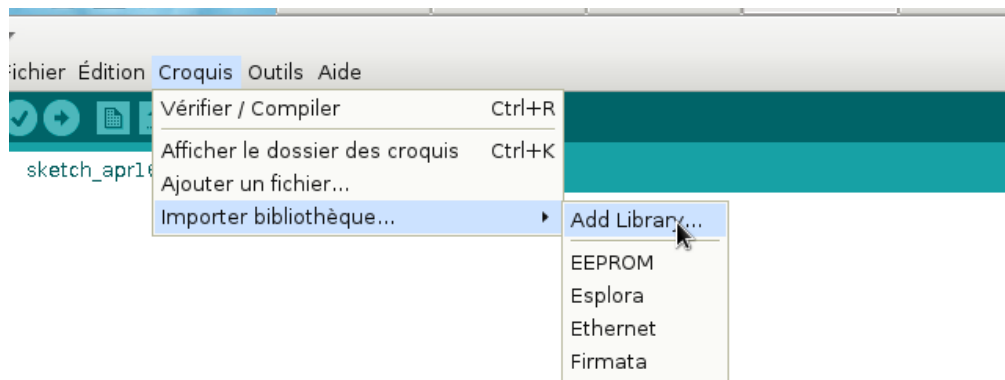 Fichier Édition Croquis Outils Aide
Vérifier / Compiler Ctrl+R
Afficher le dossier des croquis Ctrl+K
sketch_apr16
Ajouter un fichier...
Importer bibliothèque...
Add Library...
EEPROM
Esplora
Ethernet
Firmata